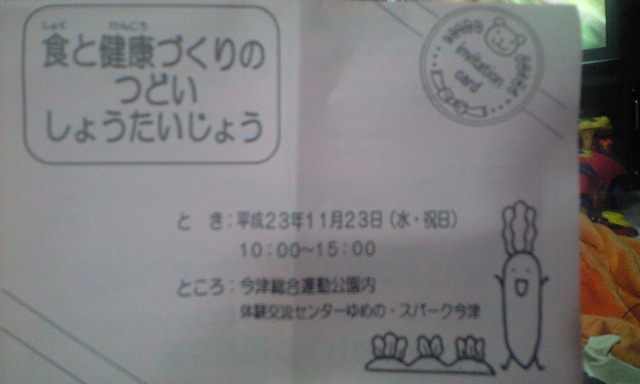 しょく けんこう
食と健康づくりの
つどい
しょうたいじょう
invitation
card
とき：平成23年11月23日（水・祝日）
10：00～15：00
ところ：今津総合運動公園内
体験交流センターゆめの・スパーク今津